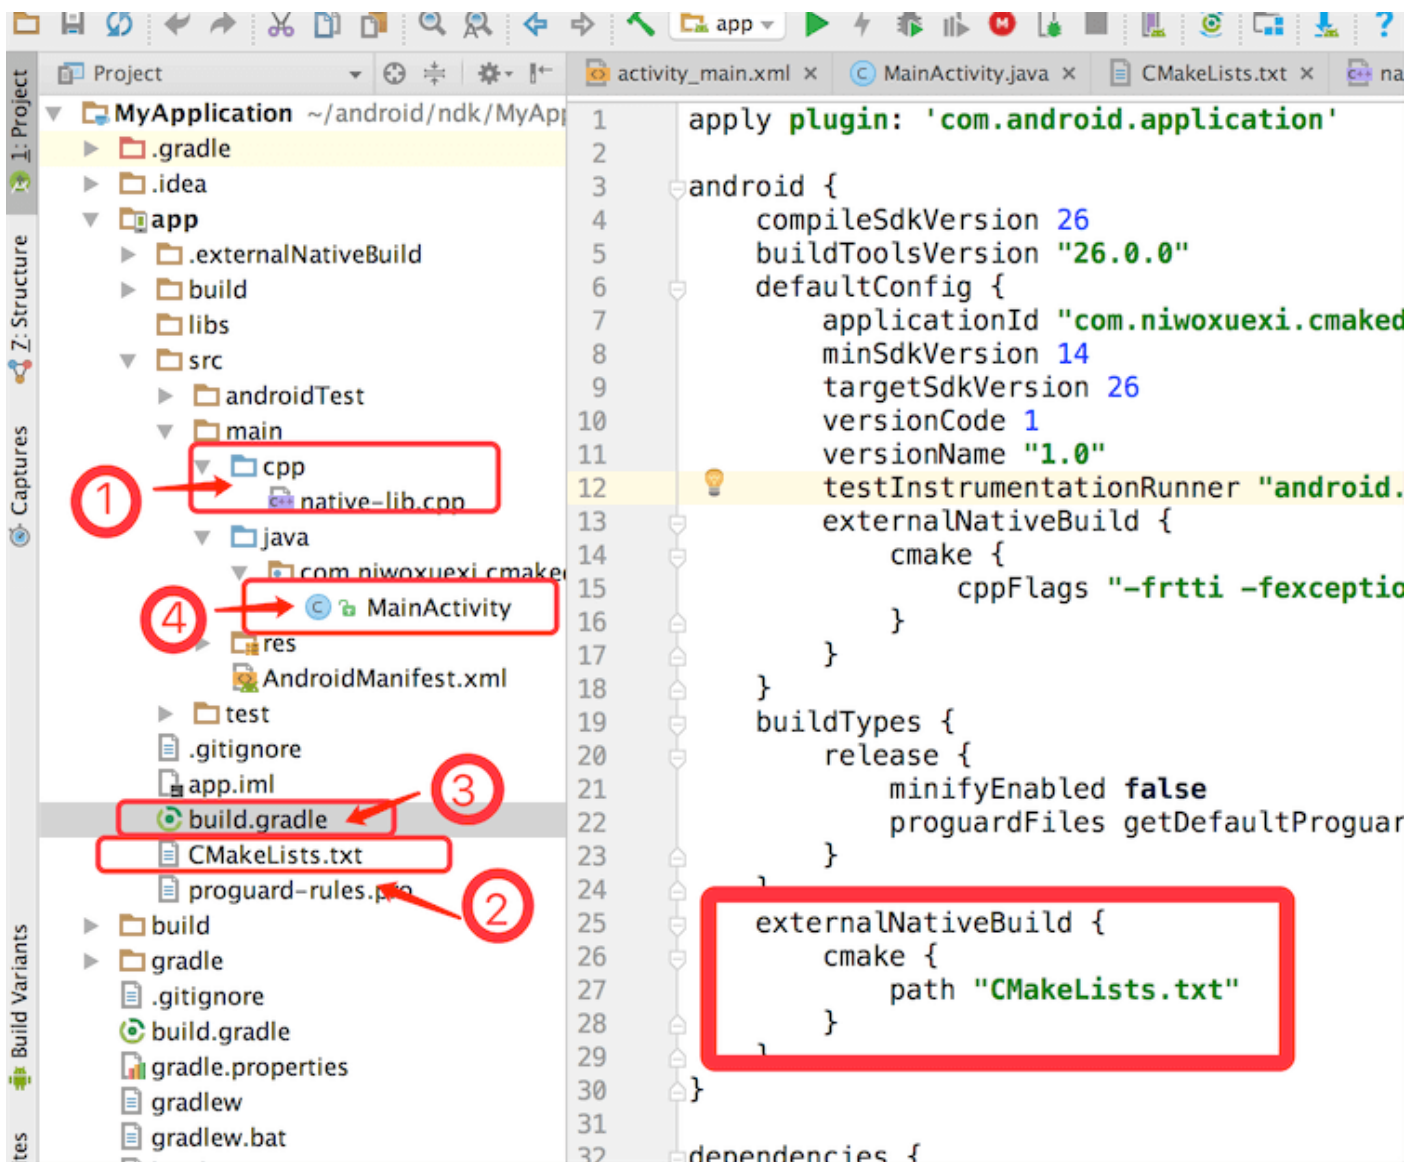 app
Project
activity_main.xml
MainActivity.java
CMakeLists.txt
na
1: Project
Z: Structure
Captures
Build Variants
MyApplication ~/android/ndk/MyApp
.gradle
.idea
app
.externalNativeBuild
build
libs
src
androidTest
main
cpp
native-lib.cpp
java
com.niwoxuexi.cmaked
MainActivity
res
AndroidManifest.xml
test
.gitignore
app.iml
build.gradle
CMakeLists.txt
proguard-rules.pro
build
gradle
.gitignore
build.gradle
gradle.properties
gradlew
gradlew.bat
1
4
3
2
1 apply plugin: 'com.android.application'
2
3 android {
4 compileSdkVersion 26
5 buildToolsVersion "26.0.0"
6 defaultConfig {
7 applicationId "com.niwoxuexi.cmaked
8 minSdkVersion 14
9 targetSdkVersion 26
10 versionCode 1
11 versionName "1.0"
12 testInstrumentationRunner "android.
13 externalNativeBuild {
14 cmake {
15 cppFlags "-frtti -fexceptio
16 }
17 }
18 }
19 buildTypes {
20 release {
21 minifyEnabled false
22 proguardFiles getDefaultProguar
23 }
24 }
25 externalNativeBuild {
26 cmake {
27 path "CMakeLists.txt"
28 }
29 }
30 }
31
32 dependencies {